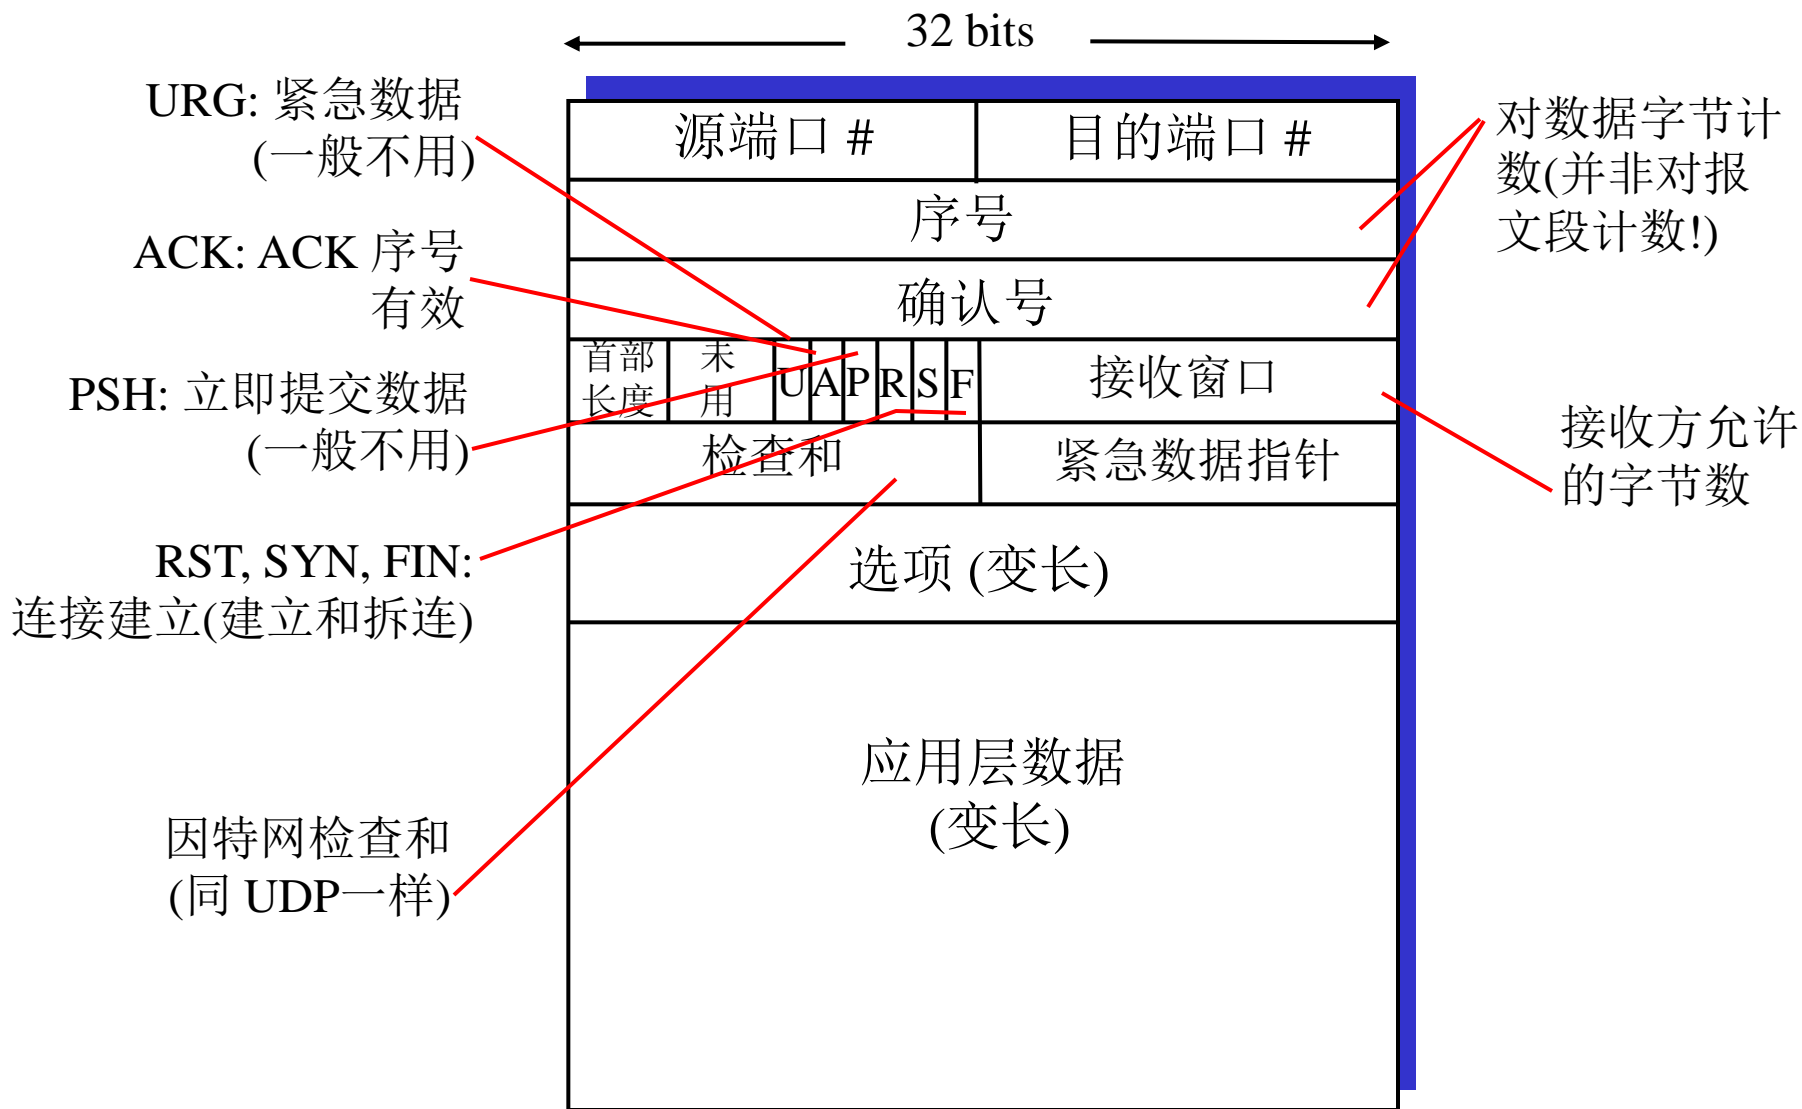 32 bits
URG: 紧急数据
(一般不用)
源端口 #
目的端口 #
对数据字节计
数(并非对报
文段计数!)
序号
ACK: ACK 序号
有效
确认号
首部
长度
未
用
U
A
P
R
S
F
接收窗口
PSH: 立即提交数据
(一般不用)
接收方允许
的字节数
检查和
紧急数据指针
RST, SYN, FIN:
连接建立(建立和拆连)
选项 (变长)
应用层数据
(变长)
因特网检查和
(同 UDP一样)